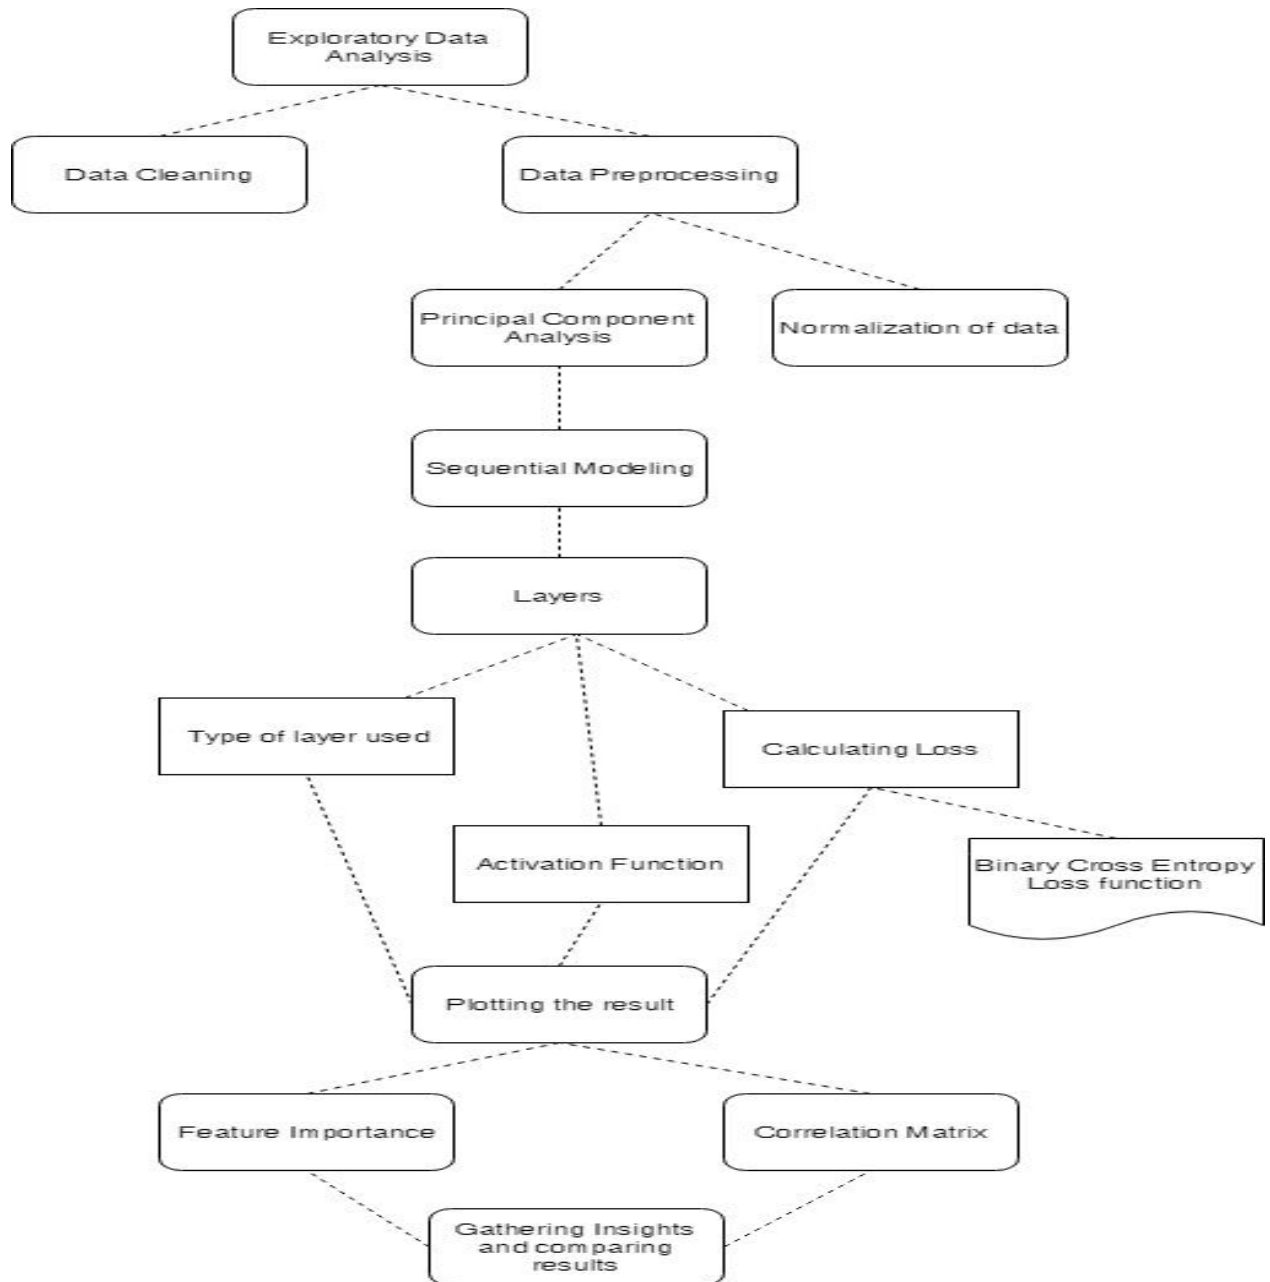 Exploratory Data
Analysis
Data Cleaning
Data Preprocessing
Principal Component
Analysis
Normalization of data
Sequential Modeling
Layers
Type of layer used
Calculating Loss
Activation Function
Binary Cross Entropy
Loss function
Plotting the result
Feature Importance
Correlation Matrix
Gathering Insights
and comparing
results